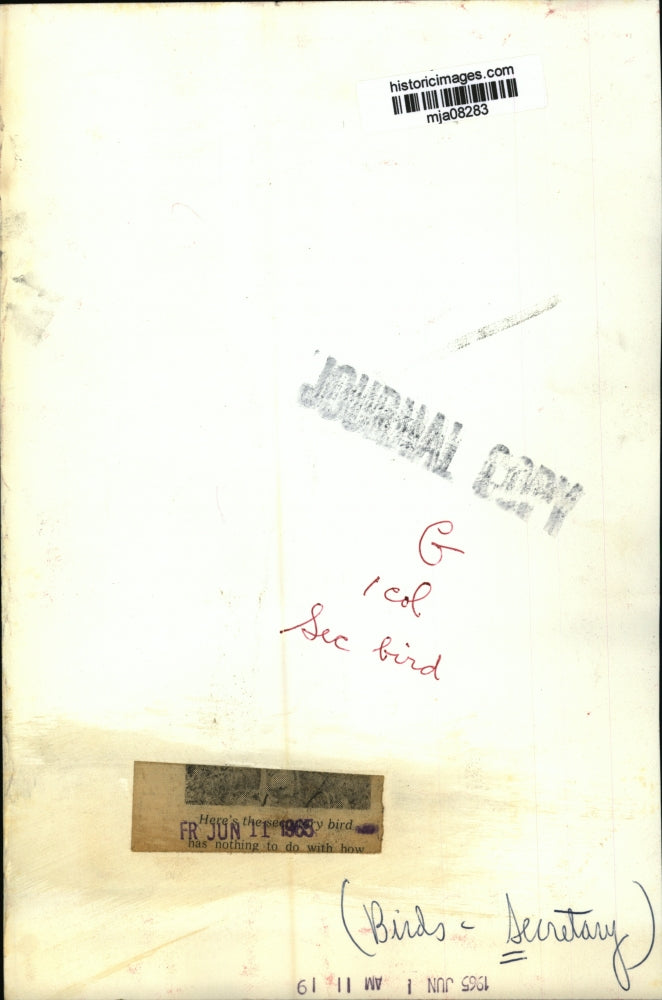 historicimages.com
mja08283
JOURNAL COPY
G
1 col
Sec bird
Here's the secretary bird
FR JUN 11 1965
has nothing to do with how
(Birds - Secretary)
1965 JUN 1 AM 11 19